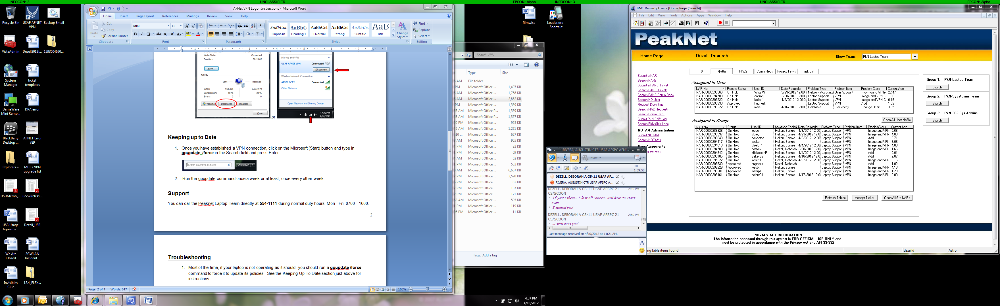 INFOCON: 3
UNCLASSIFIED
FPCON: Alpha
INFOCON: 3
UNCLASSIFIED
FPCON: Alpha
Recycle Bin
USAF AFNET VPN
Backup Email
VistaAdmin
Dezell2012i...
1293504690...
System Manager
ticket templates
DameWare Mini Remo...
DRA error
BlackBerry Desktop ...
AFNET Error 789
Explorer++
MCCs VPN upgrade list
DSDMemo_...
uccwireless...
USB Usage Agreeme...
Dezell_USB
We Are Closed
2GWLAN Incident...
Invisibles Clue
12.4_FLFX...
AFNet VPN Logon Instructions - Microsoft Word
Home Insert Page Layout References Mailings Review View Help
Paste
Cut
Copy
Format Painter
Clipboard
Arial 11
Font
Paragraph
AaBbCcL Emphasis
AaBbCc Heading 1
AaBbCcI ¶ Normal
AaBbCc Strong
AaBbCc. Subtitle
AaB Title
Change Styles
Styles
Find
Replace
Select
Editing
Media State: Connected
Duration: 00:15:02
Details...
Activity
Sent — Received
Bytes: 950,301 5,337,972
Compression: 10 % 30 %
Errors: 0 0
Properties Disconnect Diagnose
Close
or
Dial-up and VPN
USAF AFNET VPN Connected
Disconnect
Wireless Network Connection
AFSPC CCA2 Connected
Other Network
Open Network and Sharing Center
12:26 PM
1/18/2012
Keeping up to Date
1. Once you have established a VPN connection, click on the Microsoft (Start) button and type in
gpupdate /force in the Search field and press Enter.
Search programs and files
Shut down
2. Run the gpupdate command once a week or at least, once every other week.
Support
You can call the Peaknet Laptop Team directly at 554-1111 during normal duty hours, Mon - Fri, 0700 - 1600.
2
Troubleshooting
1. Most of the time, if your laptop is not operating as it should, you should run a gpupdate /force
command to force it to update its policies. See the Keeping Up To Date section just above for
instructions.
Page: 2 of 4 Words: 647
100%
filmwise
Loader.exe - Shortcut
Search VPN
Type Size
File folder
Microsoft Office ... 1,407 KB
Microsoft Office ... 1,758 KB
Microsoft Office ... 2,852 KB
Microsoft Office ... 1,389 KB
Microsoft Office P... 1,359 KB
Microsoft Office P... 1,357 KB
Microsoft Office ... 953 KB
Microsoft Office ... 1,271 KB
Microsoft Office ... 627 KB
Microsoft Office ... 905 KB
Microsoft Office ... 83 KB
Microsoft Office ... 69 KB
Microsoft Office ... 52 KB
Microsoft Office ... 583 KB
Microsoft Office ... 6,607 KB
Microsoft Office ... 3,598 KB
Microsoft Office ... 82 KB
Microsoft Office ... 137 KB
Microsoft Office ... 121 KB
Microsoft Office ... 595 KB
Microsoft Office ... 119 KB
Microsoft Office ... 11 KB
Tags: Add a tag
4:37 PM
4/10/2012
RIVERA, AUGUSTIN CTR USAF AFSPC AFNI...
Invite
1:59:58
DEZELL, DEBORAH A GS-11 USAF AF...
RIVERA, AUGUSTIN CTR USAF AFSPC A...
DEZELL, DEBORAH A GS-11 USAF AFSPC 21 CS/SCOON 2:19 PM
If you's there.. I lost all camera.. will have to start over.
I missed you!
DEZELL, DEBORAH A GS-11 USAF AFSPC 21 CS/SCOON 2:59 PM
... still miss you!
Last message received on 4/10/2012 at 11:21 AM.
BMC Remedy User - [Home Page (Search)]
File Edit View Tools Actions Apps Window Help
PeakNet
Home Page
Dezell, Deborah
Show Team: PkN-Laptop Team
Submit a NAR
Search NARs
Submit a PANS Ticket
Search PANS Tickets
Search PANS Comm Reqs
Search HD-User
Request Downtime
Search MAC Requests
Search Comm Reqs
Submit PkN:Shift Log
Search PkN:Shift Logs
NOTAM Administration
Submit NOTAM
Search NOTAMs
TTS NARs MACs Comm Reqs Project Tasks Task List
Assigned to User
NAR No / Record Status User ID Date Reminder Problem Type Problem Item Problem Class Current Age
NAR-00000293366 On Hold WrightS 3/29/2012 12:00: Network Accounts User Account Provision to AFNet 22.47
NAR-00000294783 On Hold carsonj1 3/30/2012 12:00: Laptop Support VPN Image and VPN C 1.66
NAR-00000295222 On Hold kellert1 4/2/2012 12:00:0 Laptop Support VPN Image and VPN C 0.16
NAR-00000295930 Approved hughesk Laptop Support VPN Add 1.02
NAR-00000296222 On Hold meierl 4/16/2012 12:00: Hardware Blackberry Change Users 3.05
Open All User NARs
Assigned to Group
NAR No / Status User ID Assigned Techni Date Reminder Problem Type Problem Item ProblemClass Current Age
NAR-00000288926 On Hold leedo Helton, Bonnie 4/3/2012 12:00 Laptop Support VPN Image and VPN 0.68
NAR-00000293597 On Hold sfoley Helton, Bonnie 4/23/2012 12:0 Laptop Support VPN Image and VPN 4.80
NAR-00000293649 On Hold aanderso Helton, Bonnie 4/9/2012 12:00 Laptop Support VPN Add 0.71
NAR-00000294417 On Hold yesker Helton, Bonnie Laptop Support VPN Image and VPN 6.08
NAR-00000294610 On Hold shieldsj1 Helton, Bonnie 4/4/2012 12:00 Laptop Support VPN Image and VPN 4.80
NAR-00000294783 On Hold carsonj1 Dezell, Deborah 3/30/2012 12:0 Laptop Support VPN Image and VPN 1.66
NAR-00000294942 On Hold MickelsenR Helton, Bonnie 4/4/2012 12:00 Laptop Support VPN Add 0.01
NAR-00000295105 On Hold BakerG2 Helton, Bonnie 4/4/2012 12:00 Laptop Support VPN Add 2.07
NAR-00000295222 On Hold kellert1 Dezell, Deborah 4/2/2012 12:00 Laptop Support VPN Image and VPN 0.16
NAR-00000295930 Approved hughesk Dezell, Deborah Laptop Support VPN Add 1.02
NAR-00000296229 Approved westk Helton, Bonnie Laptop Support VPN Image and VPN 4.13
NAR-00000296281 Approved millerp1 Helton, Bonnie Laptop Support VPN Image and VPN 1.28
NAR-00000296461 On Hold heldnt01 Helton, Bonnie 4/17/2012 12:0 Laptop Support VPN Image and VPN 0.00
Refresh Tables Accept Ticket Open All Grp NARs
Group 1: PkN-Laptop Team
Switch
Group 2: PkN-Sys Admin Team
Switch
Group 3: PkN-302 Sys Admins
Switch
PRIVACY ACT INFORMATION
The information accessed through this system is FOR OFFICIAL USE ONLY and
must be protected in accordance with the Privacy Act and AFI 33-332
ng table items found
dezelld
Astro